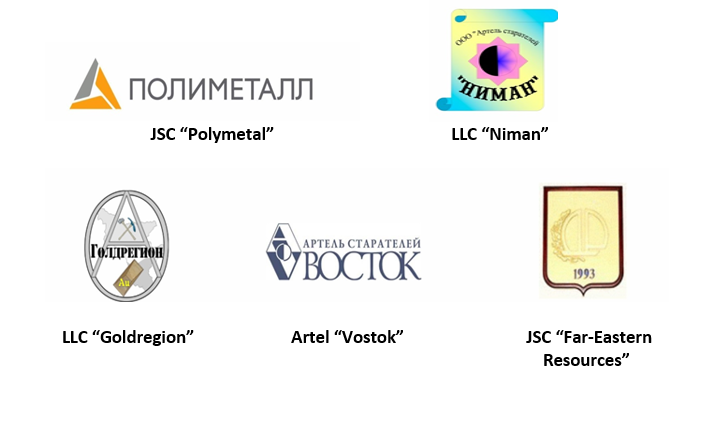 ПОЛИМЕТАЛЛ
JSC “Polymetal”
ООО "Артель старателей
"НИМАН"
LLC “Niman”
ГОЛДРЕГИОН
Au
LLC “Goldregion”
АРТЕЛЬ СТАРАТЕЛЕЙ
ВОСТОК
Artel “Vostok”
1993
JSC “Far-Eastern
Resources”